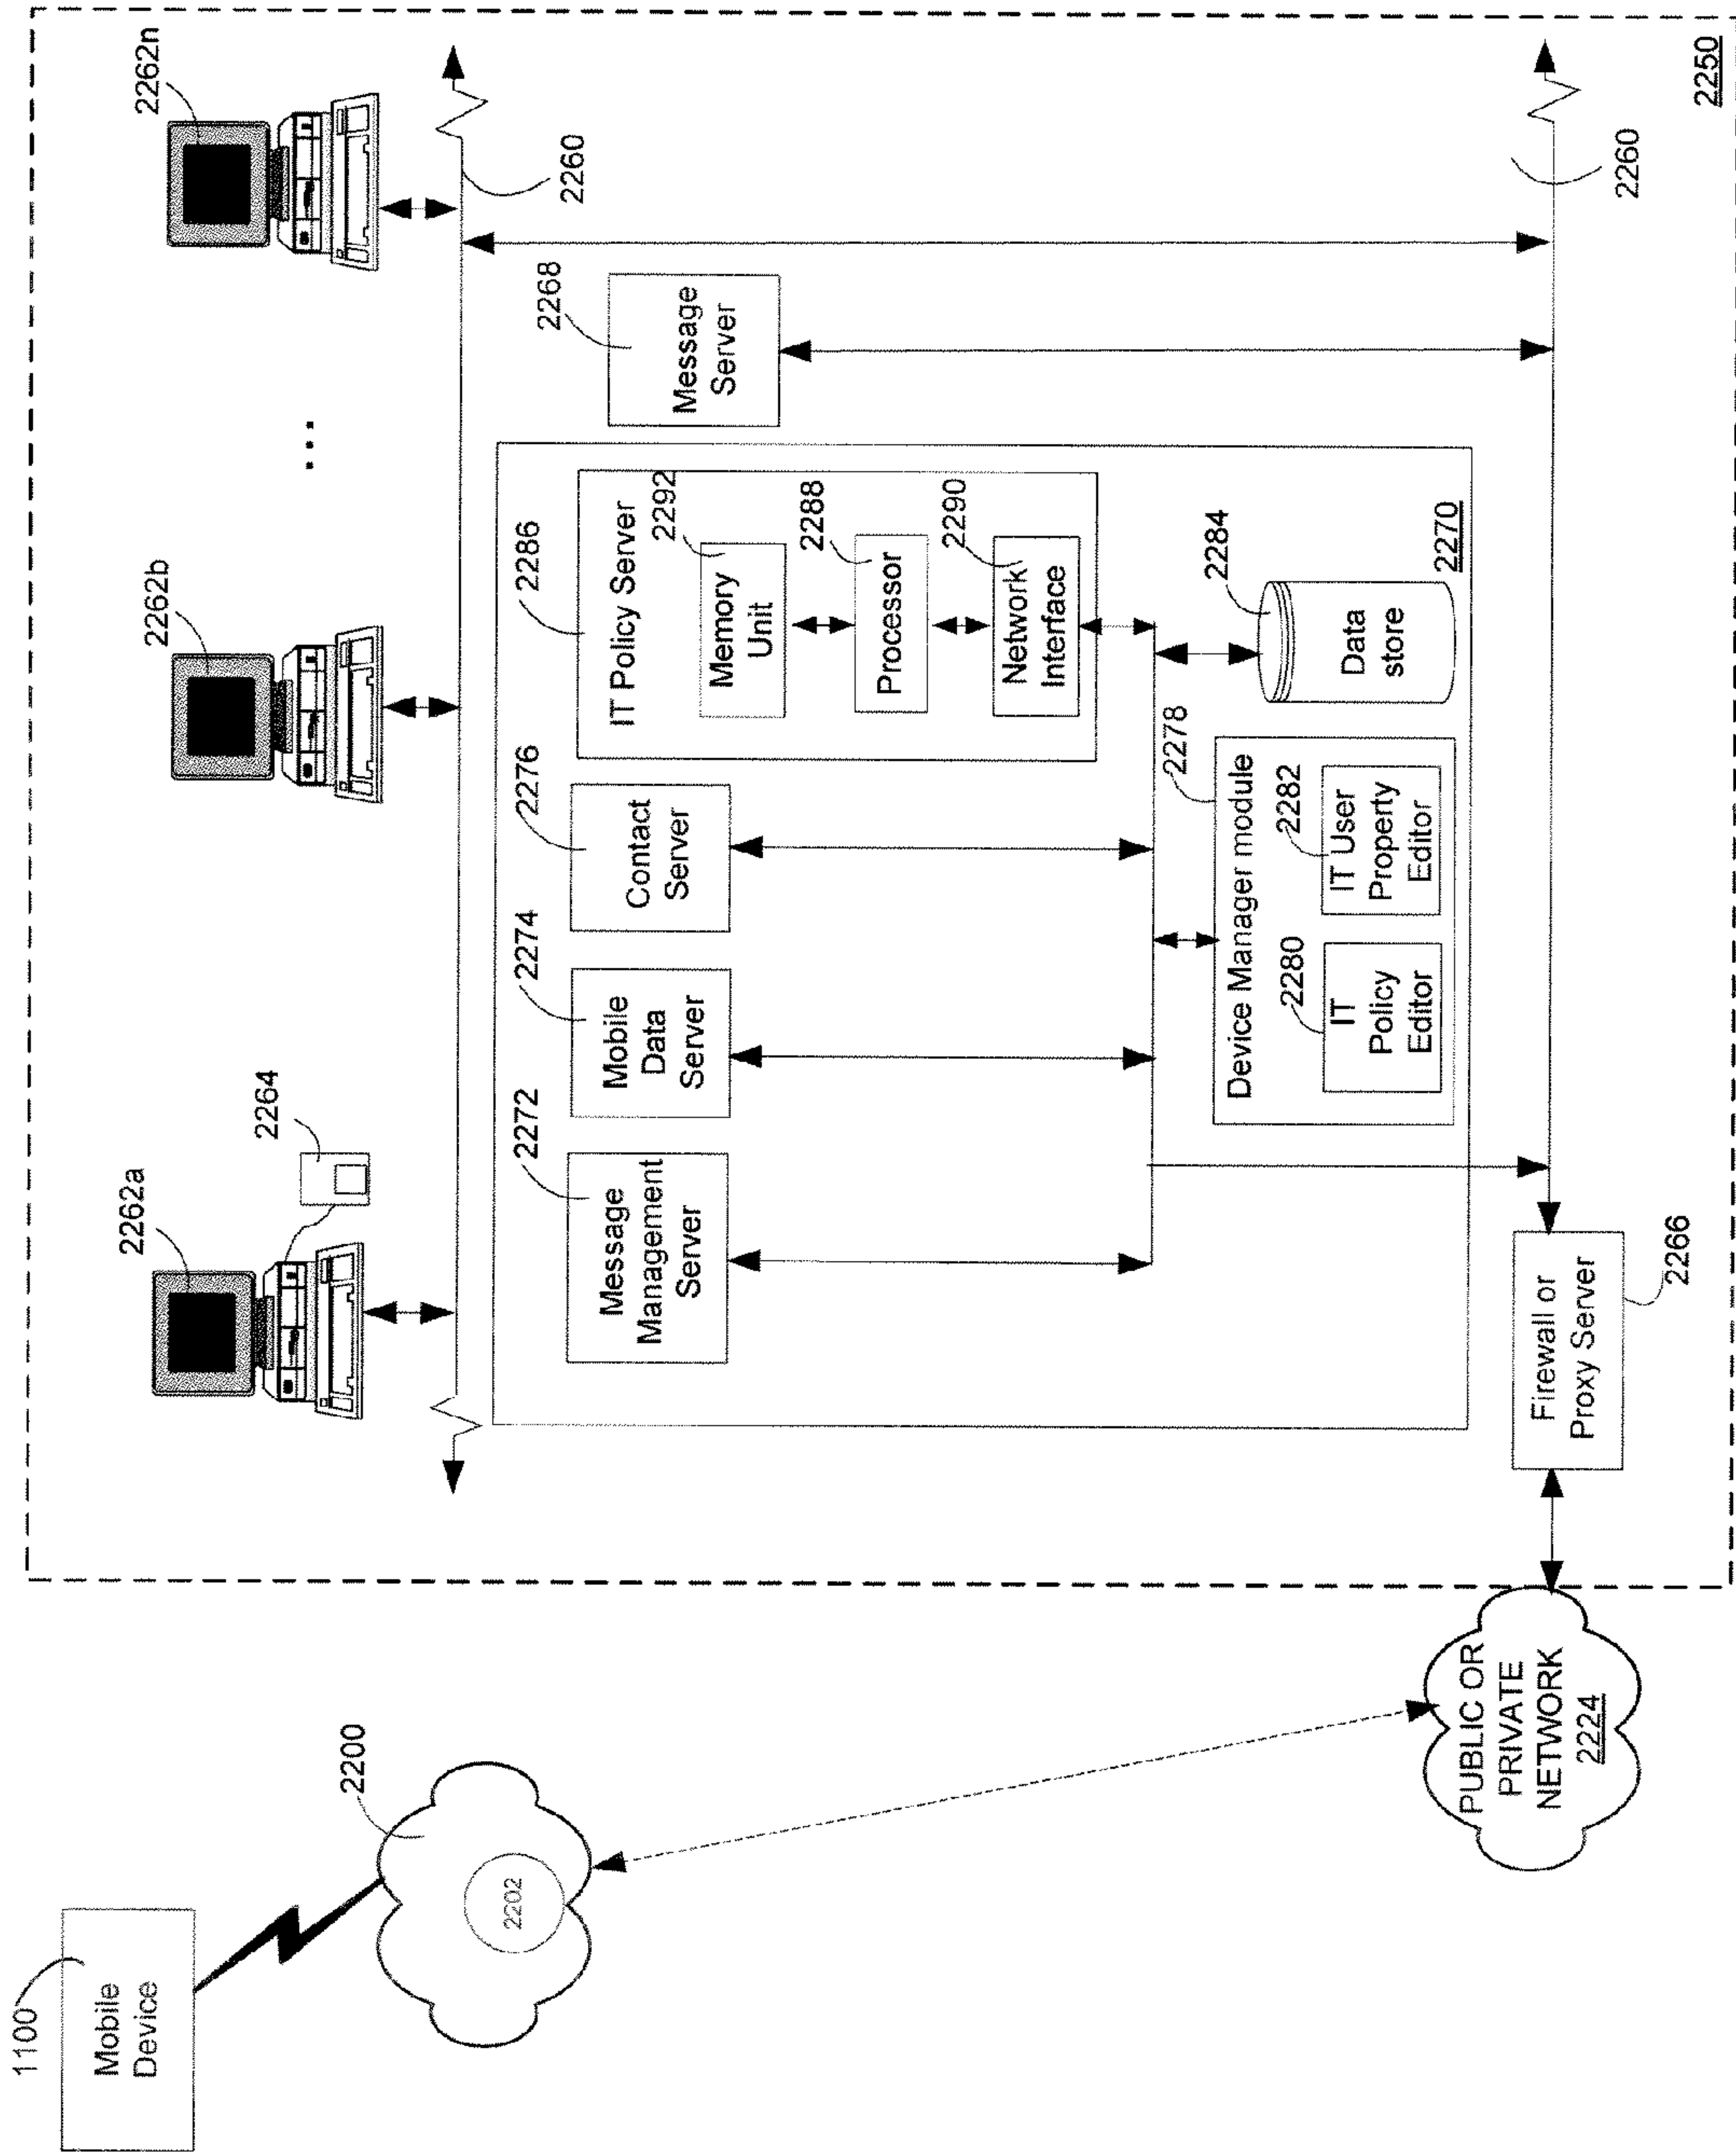 1100
Mobile
Device
2200
2202
PUBLIC OR
PRIVATE
NETWORK
2224
2262a
2264
2262b
...
2262n
2260
2272
Message
Management
Server
2274
Mobile
Data
Server
2276
Contact
Server
2286
IT Policy Server
2292
Memory
Unit
2288
Processor
2290
Network
Interface
2268
Message
Server
2278
Device Manager module
2280
IT
Policy
Editor
2282
IT User
Property
Editor
2284
Data
store
2270
Firewall or
Proxy Server
2266
2260
2250